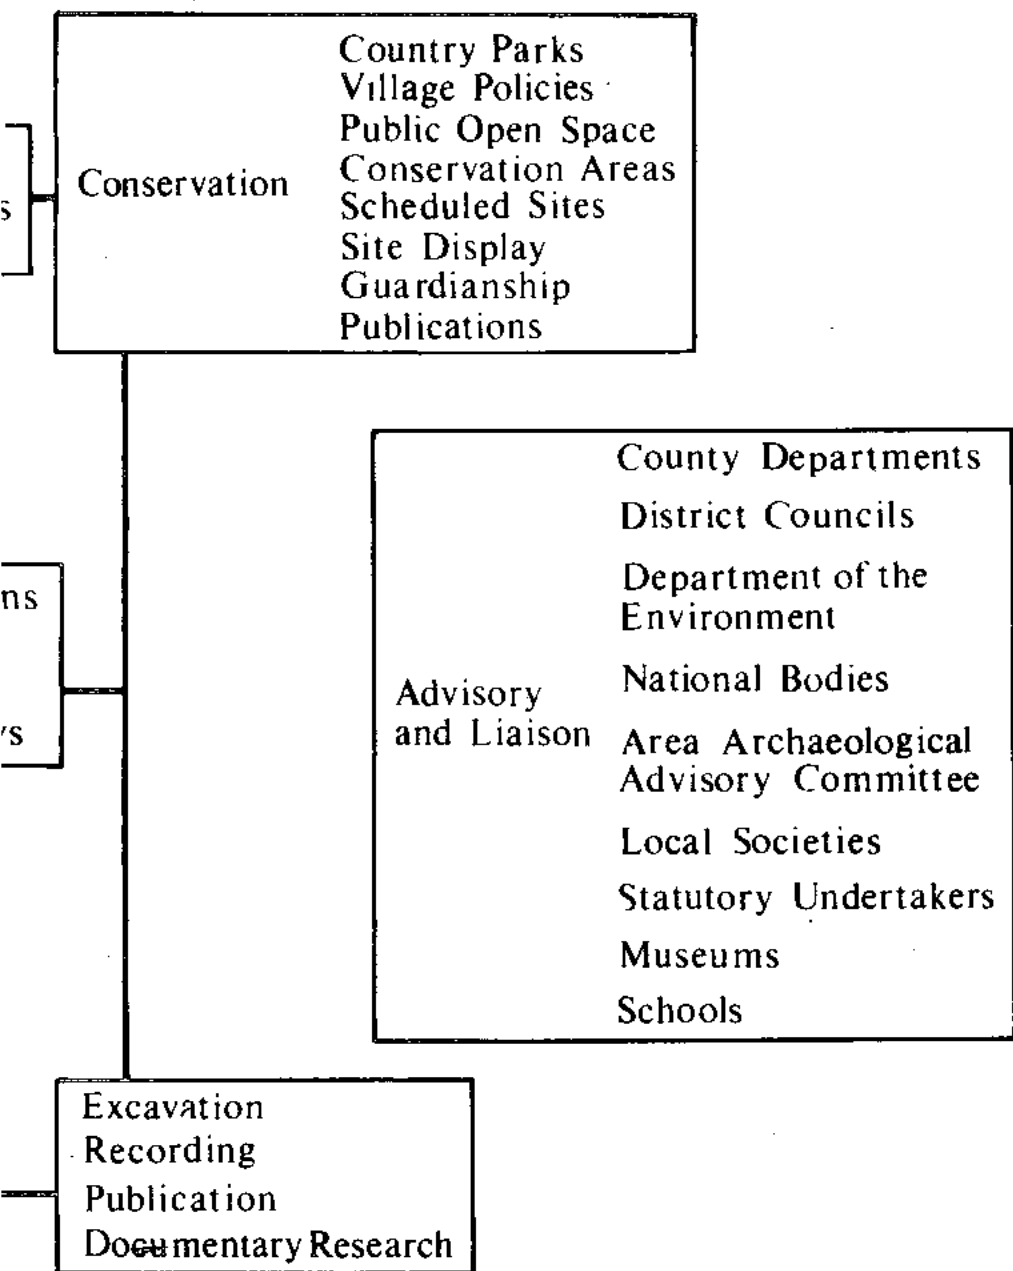 Country Parks
Village Policies
Public Open Space
Conservation Areas
Conservation
Scheduled Sites
Site Display
Guardianship
Publications
County Departments
District Councils
Department of the
Environment
National Bodies
Advisory
and Liaison
Area Archaeological
Advisory Committee
Local Societies
Statutory Undertakers
Museums
Schools
Excavation
Recording
Publication
Documentary Research